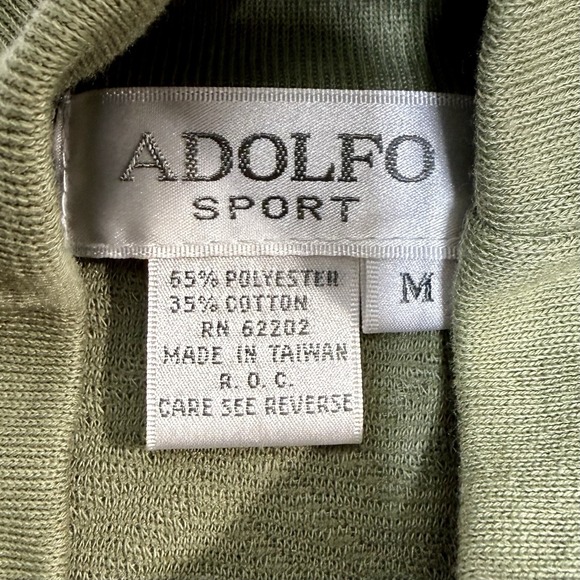 ADOLFO
SPORT
M
65% POLYESTER
35% COTTON
RN 62202
MADE IN TAIWAN
R.O.C.
CARE SEE REVERSE